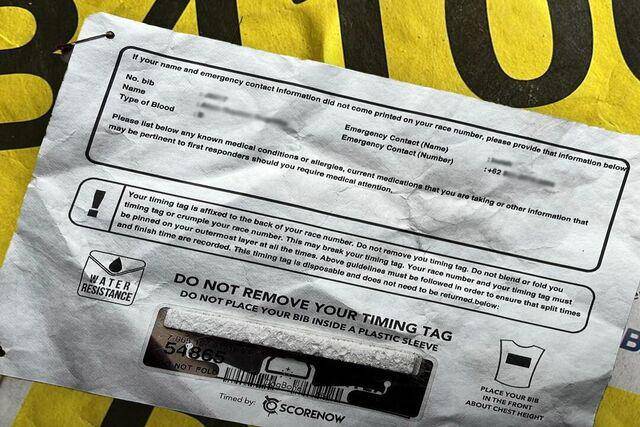 B4100
If your name and emergency contact information did not come printed on your race number, please provide that information below
No. bib
Name
Type of Blood
Emergency Contact (Name) :
Emergency Contact (Number) :+62
Please list below any known medical conditions or allergies, current medications that you are taking or other information that
may be pertinent to first responders should you require medical attention.
!
Your timing tag is affixed to the back of your race number. Do not remove you timing tag. Do not blend or fold you
timing tag or crumple your race number. This may break your timing tag. Your race number and your timing tag must
be pinned on your outermost layer at all the times. Above guidelines must be followed in order to ensure that split times
and finish time are recorded. This timing tag is disposable and does not need to be returned.below:
WATER
RESISTANCE
DO NOT REMOVE YOUR TIMING TAG
DO NOT PLACE YOUR BIB INSIDE A PLASTIC SLEEVE
54865
NOT FOLD
Timed by: SCORENOW
PLACE YOUR BIB
IN THE FRONT
ABOUT CHEST HEIGHT
B